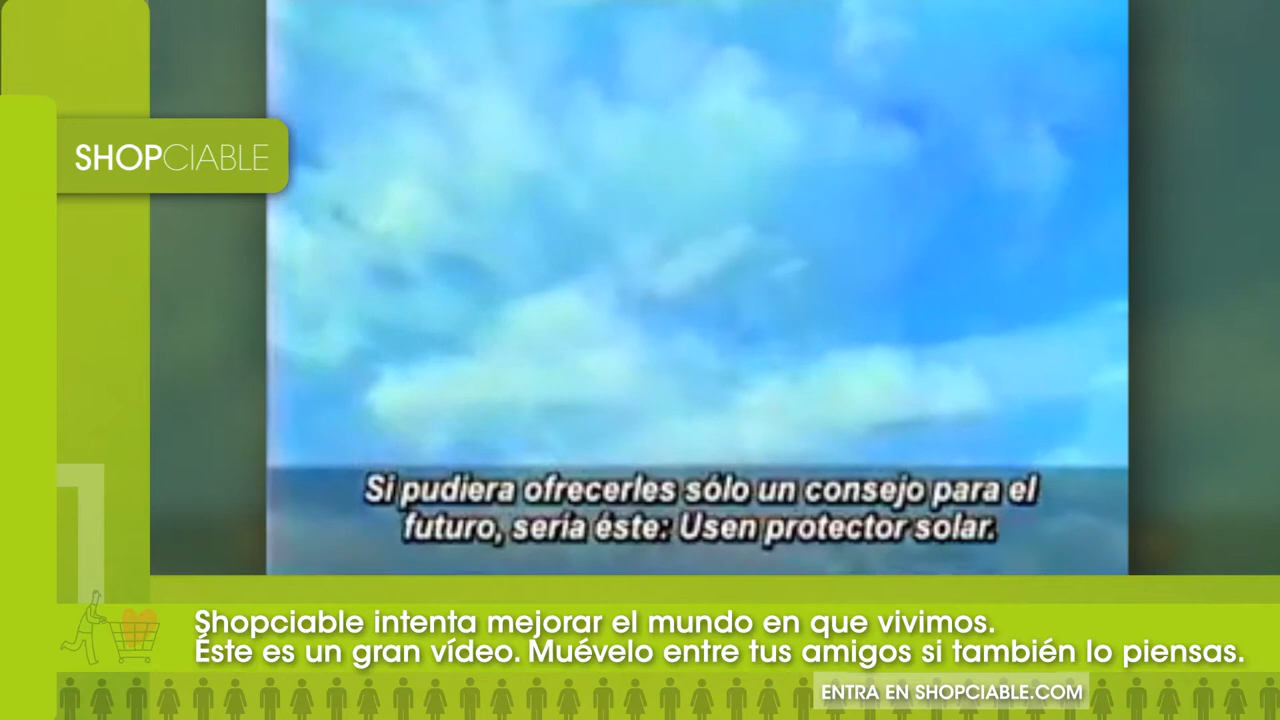 SHOPCIABLE
Si pudiera ofrecerles sólo un consejo para el
futuro, sería éste: Usen protector solar.
1
Shopciable intenta mejorar el mundo en que vivimos.
Éste es un gran vídeo. Muévelo entre tus amigos si también lo piensas.
ENTRA EN SHOPCIABLE.COM